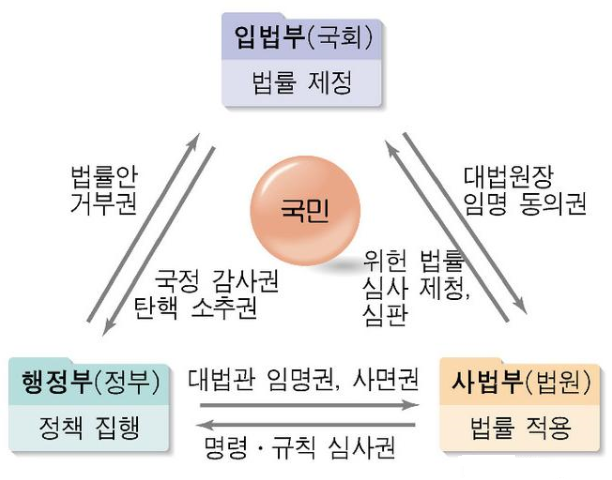 입법부(국회)
법률 제정
법률안
거부권
대법원장
임명 동의권
국민
국정 감사권
탄핵 소추권
위헌 법률
심사 제청,
심판
행정부(정부)
정책 집행
대법관 임명권, 사면권
명령·규칙 심사권
사법부(법원)
법률 적용